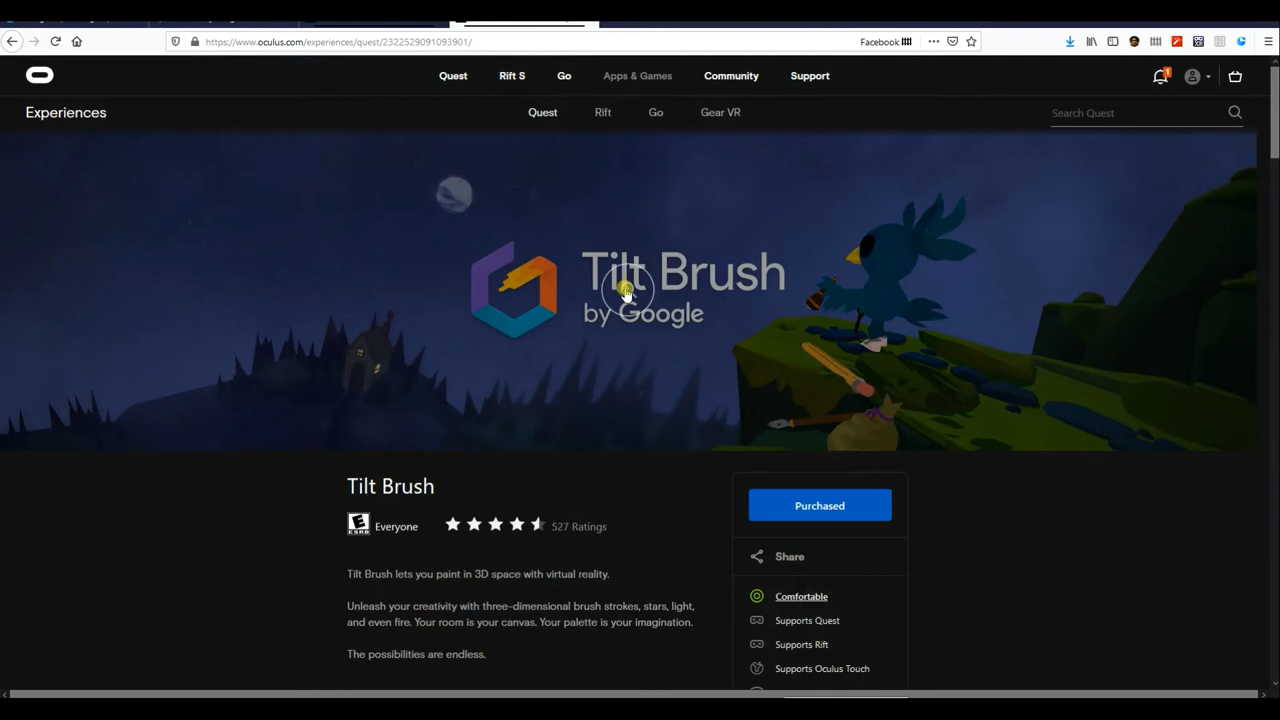 https://www.oculus.com/experiences/quest/2322529091093901/
Facebook
Quest Rift S Go Apps & Games Community Support
1
Experiences Quest Rift Go Gear VR Search Quest
Tilt Brush
by Google
Tilt Brush
Purchased
E
ESRB
Everyone
527 Ratings
Share
Tilt Brush lets you paint in 3D space with virtual reality.
Comfortable
Unleash your creativity with three-dimensional brush strokes, stars, light,
and even fire. Your room is your canvas. Your palette is your imagination.
Supports Quest
Supports Rift
The possibilities are endless.
Supports Oculus Touch